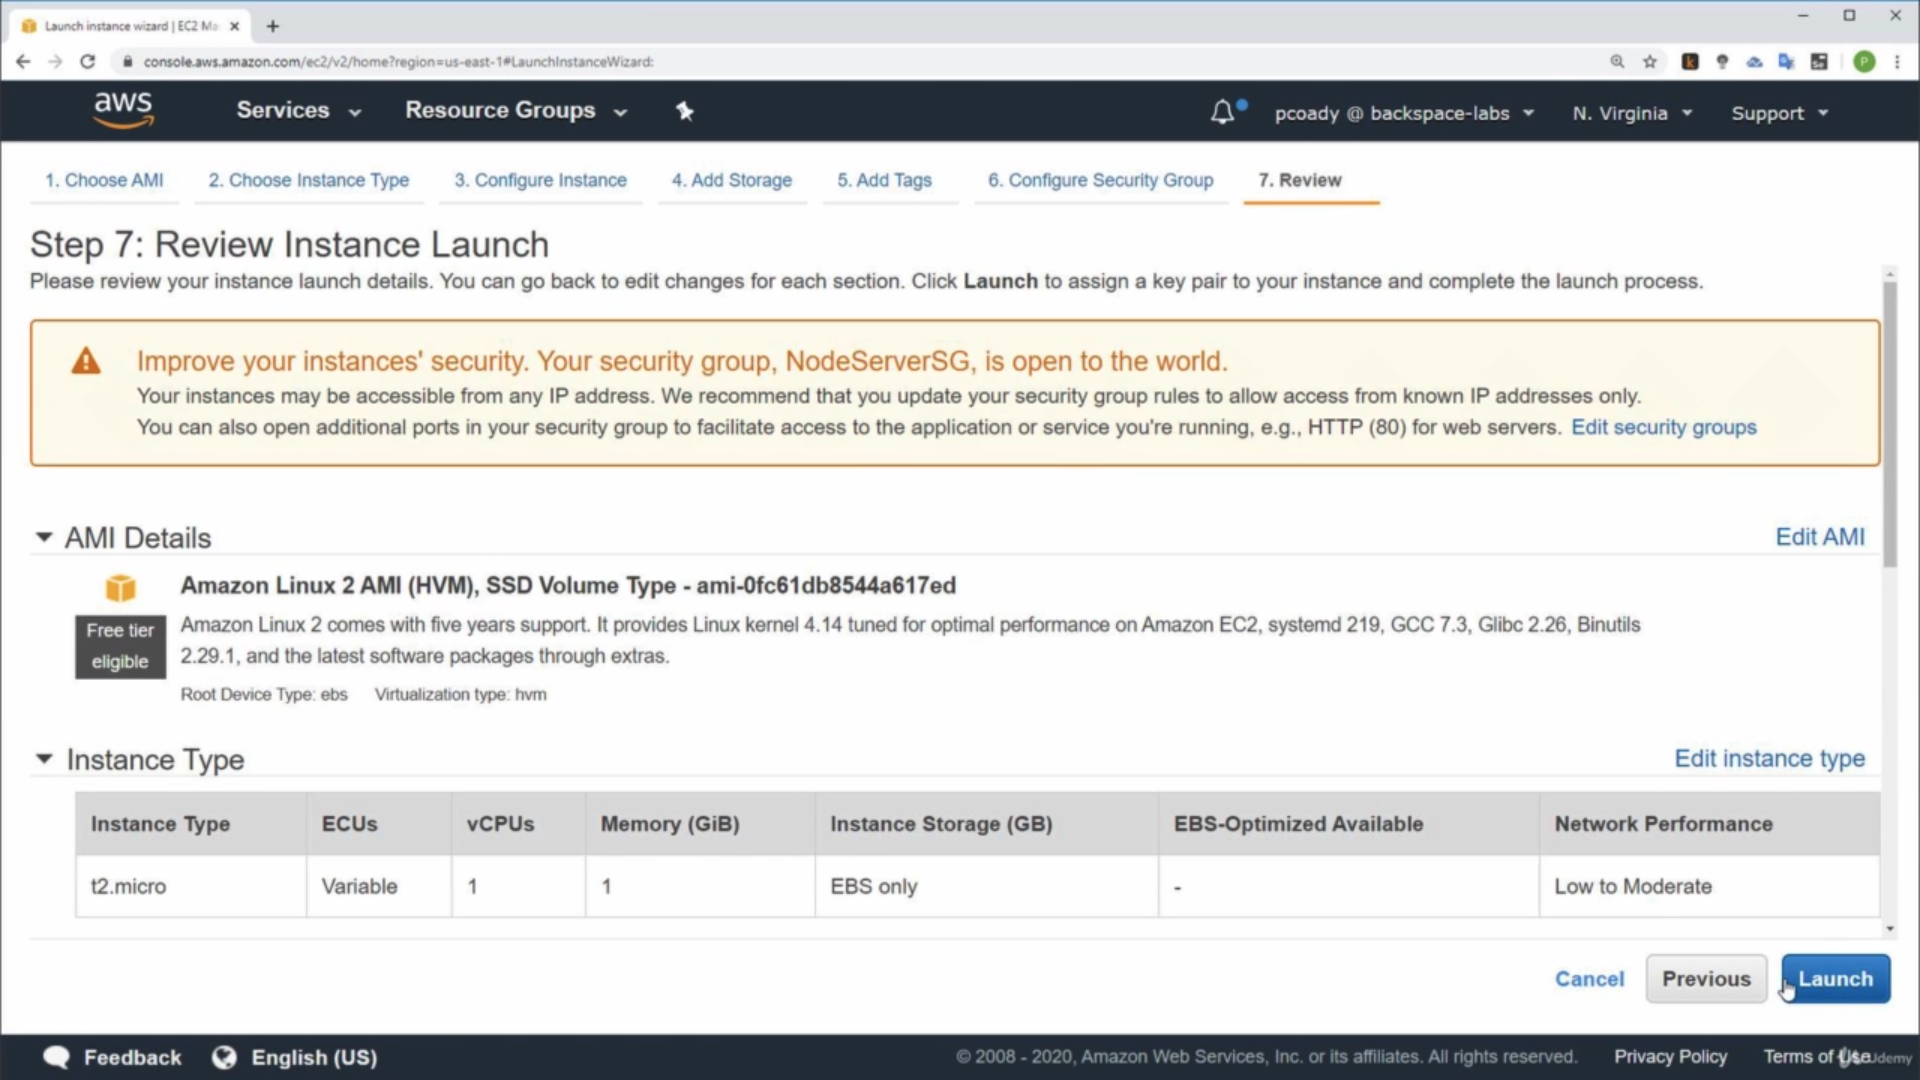 Launch instance wizard | EC2 Ma
console.aws.amazon.com/ec2/v2/home?region=us-east-1#LaunchInstanceWizard:
P
aws
Services
Resource Groups
pcoady @ backspace-labs
N. Virginia
Support
1. Choose AMI
2. Choose Instance Type
3. Configure Instance
4. Add Storage
5. Add Tags
6. Configure Security Group
7. Review
Step 7: Review Instance Launch
Please review your instance launch details. You can go back to edit changes for each section. Click Launch to assign a key pair to your instance and complete the launch process.
Improve your instances' security. Your security group, NodeServerSG, is open to the world.
Your instances may be accessible from any IP address. We recommend that you update your security group rules to allow access from known IP addresses only.
You can also open additional ports in your security group to facilitate access to the application or service you're running, e.g., HTTP (80) for web servers. Edit security groups
AMI Details
Edit AMI
Amazon Linux 2 AMI (HVM), SSD Volume Type - ami-0fc61db8544a617ed
Free tier
eligible
Amazon Linux 2 comes with five years support. It provides Linux kernel 4.14 tuned for optimal performance on Amazon EC2, systemd 219, GCC 7.3, Glibc 2.26, Binutils
2.29.1, and the latest software packages through extras.
Root Device Type: ebs Virtualization type: hvm
Instance Type
Edit instance type
Instance Type ECUs vCPUs Memory (GiB) Instance Storage (GB) EBS-Optimized Available Network Performance
t2.micro Variable 1 1 EBS only - Low to Moderate
Cancel
Previous
Launch
Feedback
English (US)
© 2008 - 2020, Amazon Web Services, Inc. or its affiliates. All rights reserved.
Privacy Policy
Terms of Use
Udemy